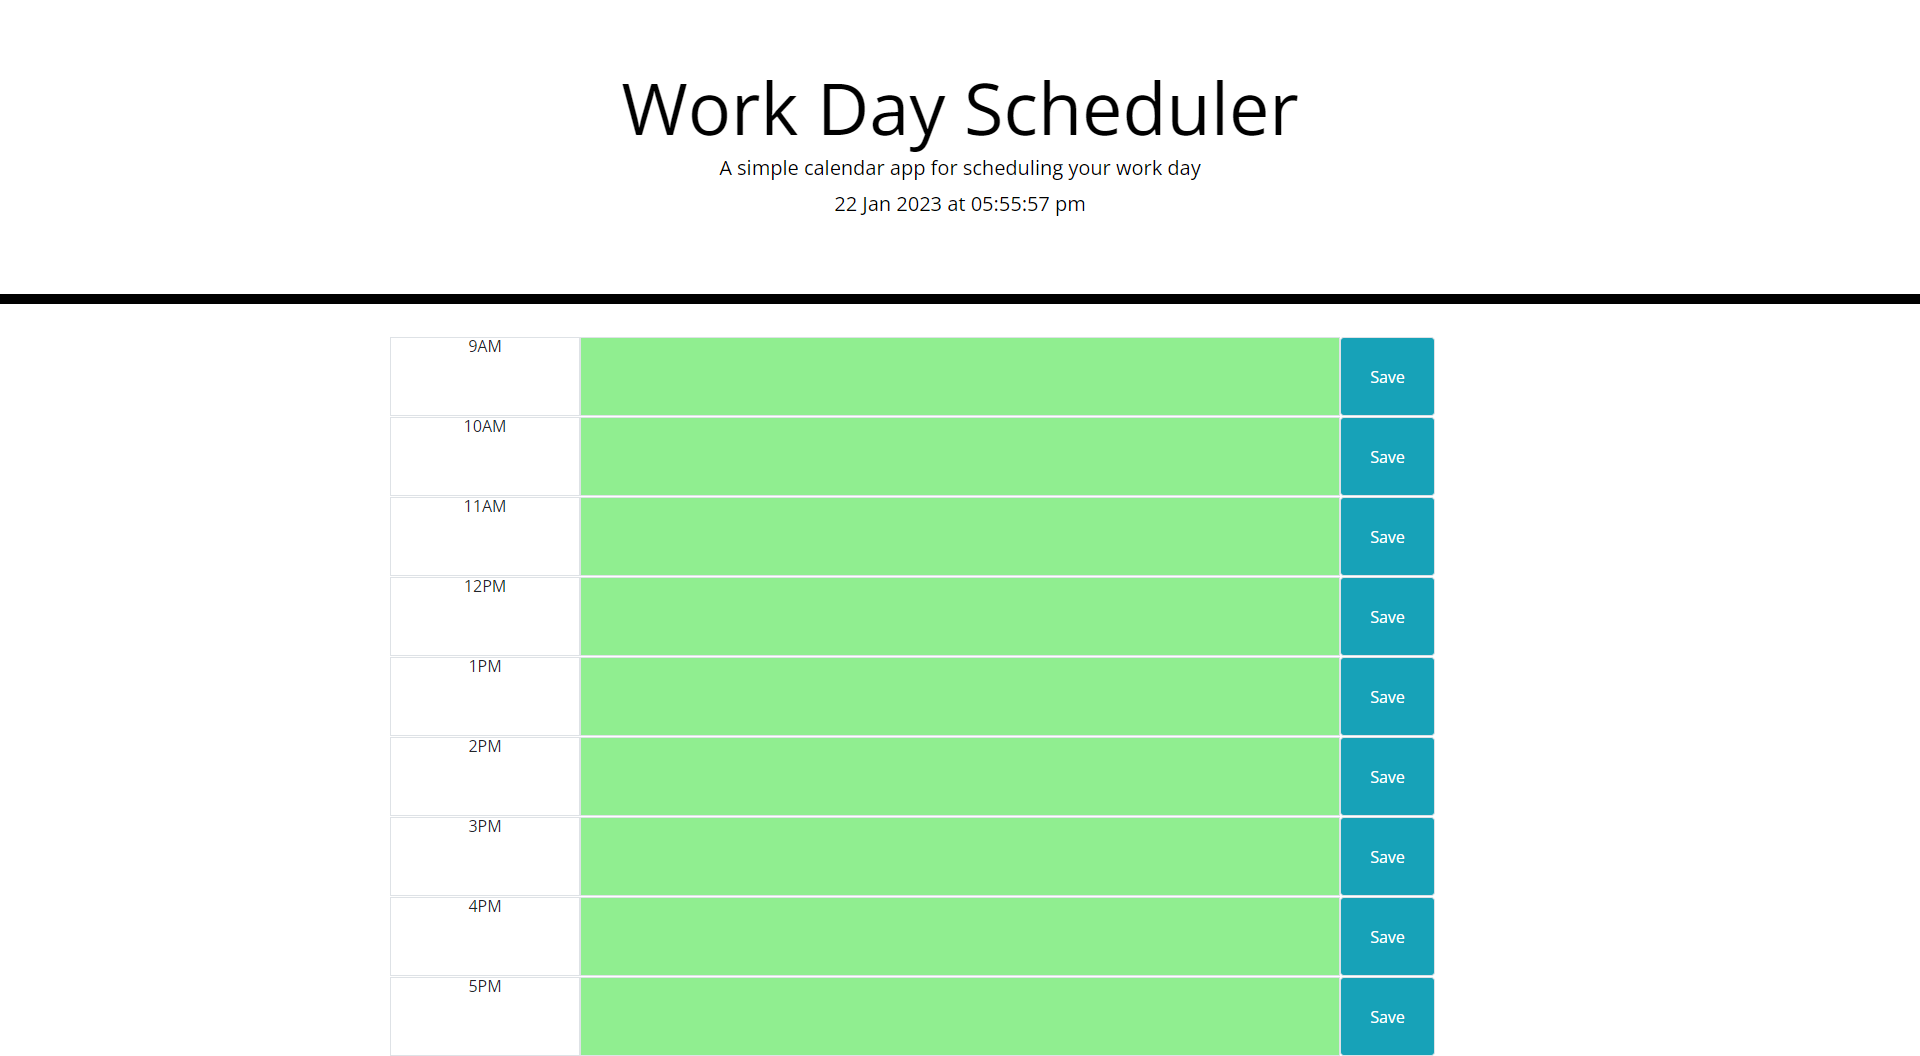 Work Day Scheduler
A simple calendar app for scheduling your work day
22 Jan 2023 at 05:55:57 pm
9AM
Save
10AM
Save
11AM
Save
12PM
Save
1PM
Save
2PM
Save
3PM
Save
4PM
Save
5PM
Save